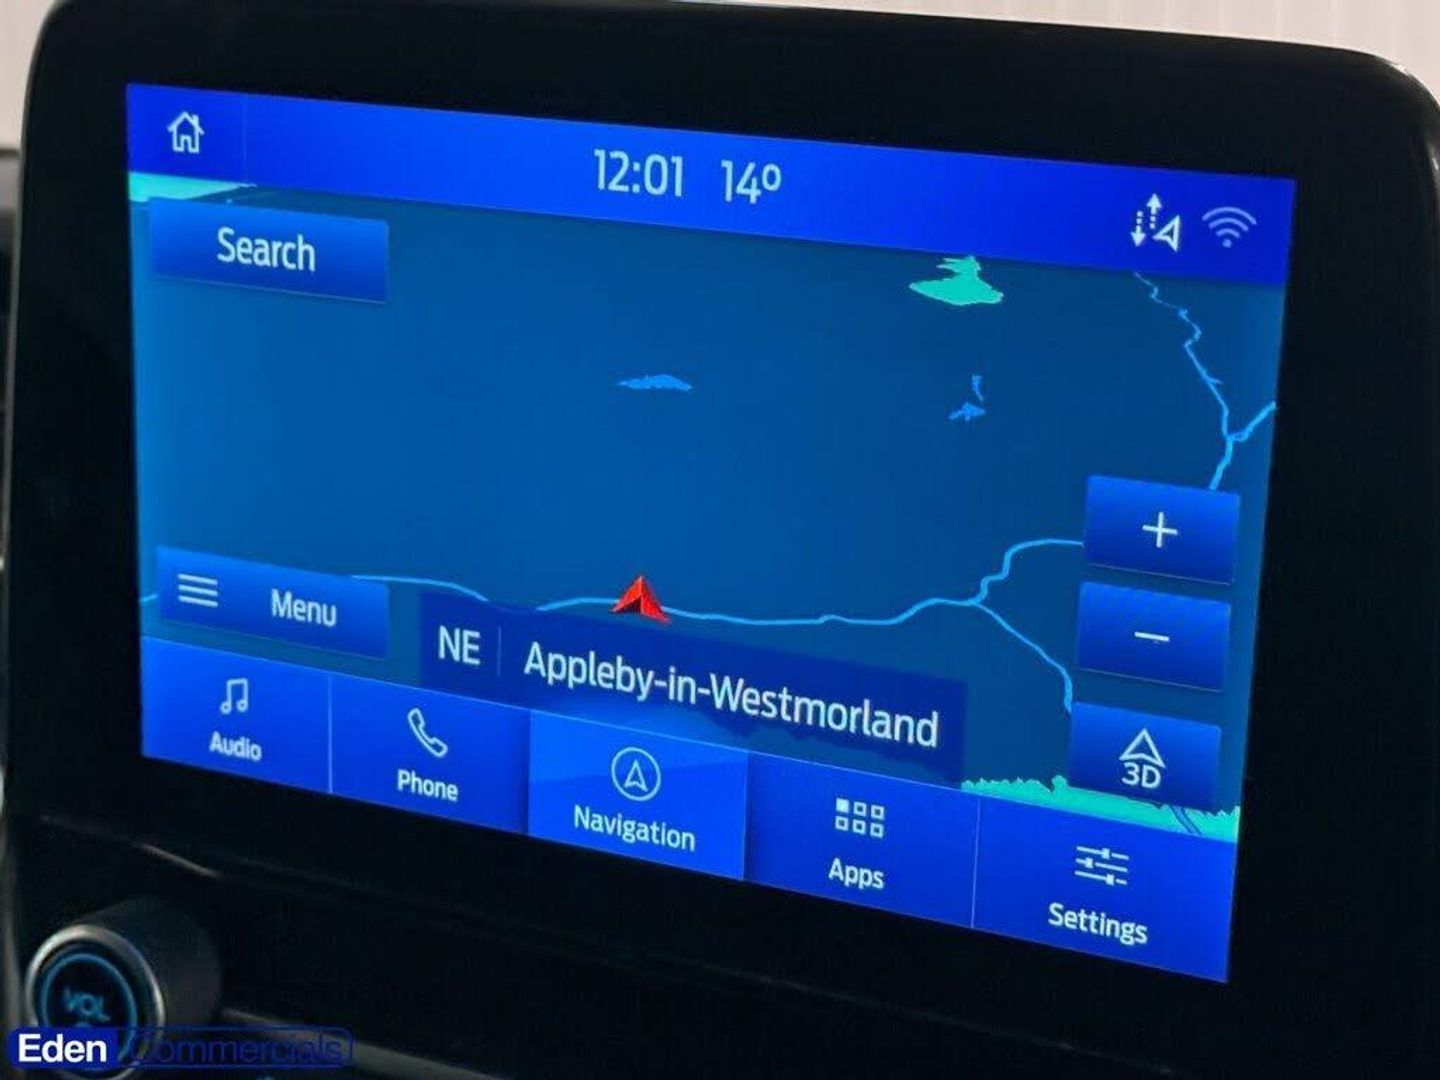 12:01 14º
Search
Menu
NE Appleby-in-Westmorland
3D
Audio
Phone
Navigation
Apps
Settings
VOL
Eden Commercials